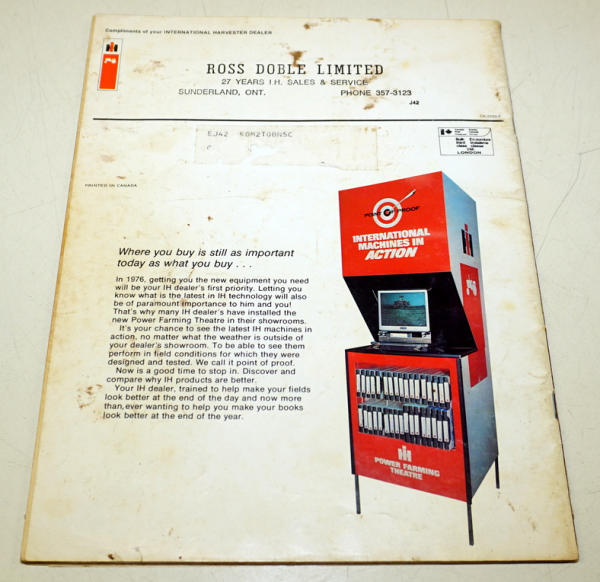 Compliments of your INTERNATIONAL HARVESTER DEALER
ROSS DOBLE LIMITED
27 YEARS I.H. SALES & SERVICE
SUNDERLAND, ONT. PHONE 357-3123
J42
EJ42 K0M2T00NSC
LONDON
PRINTED IN CANADA
POINT OF PROOF
INTERNATIONAL
MACHINES IN
ACTION
Where you buy is still as important
today as what you buy . . .
In 1976, getting you the new equipment you need
will be your IH dealer's first priority. Letting you
know what is the latest in IH technology will also
be of paramount importance to him and you!
That's why many IH dealer's have installed the
new Power Farming Theatre in their showrooms.
It's your chance to see the latest IH machines in
action, no matter what the weather is outside of
your dealer's showroom. To be able to see them
perform in field conditions for which they were
designed and tested. We call it point of proof.
Now is a good time to stop in. Discover and
compare why IH products are better.
Your IH dealer, trained to help make your fields
look better at the end of the day and now more
than ever wanting to help you make your books
look better at the end of the year.
POWER FARMING
THEATRE